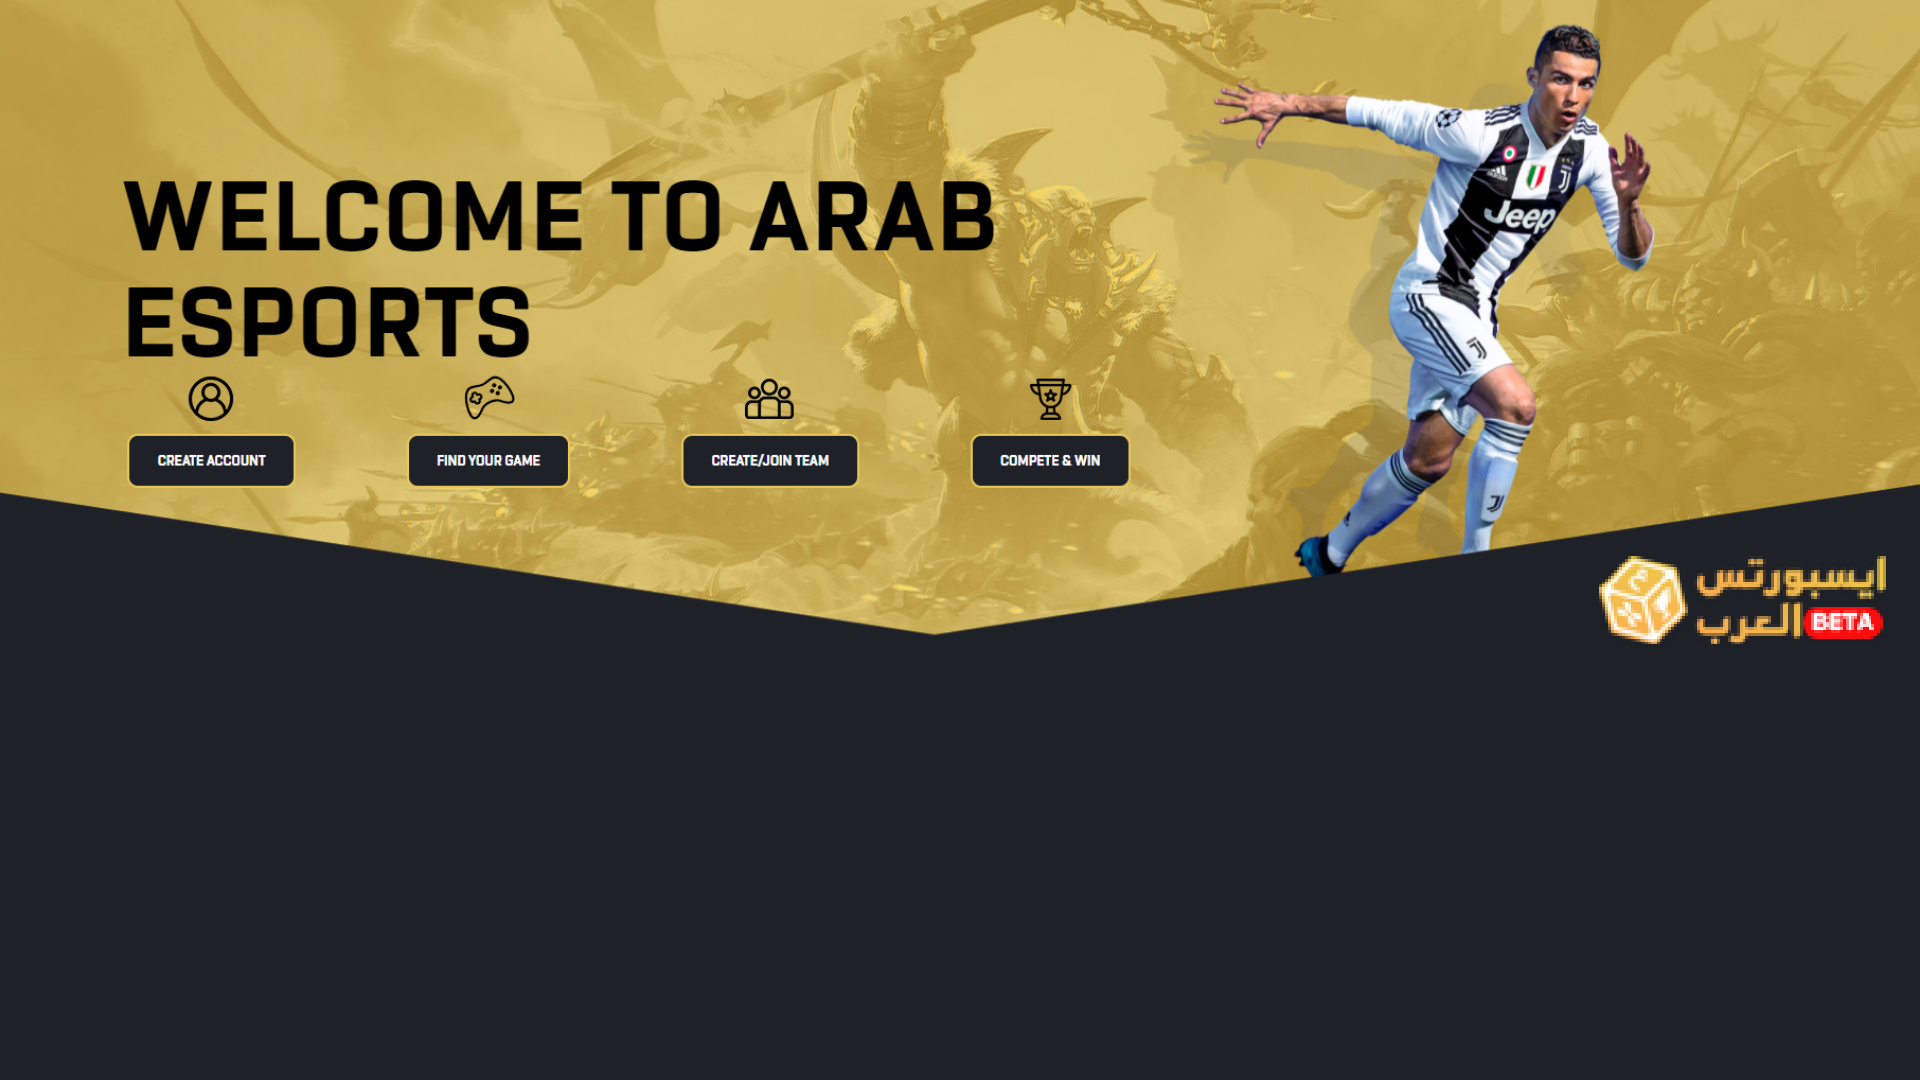 WELCOME TO ARAB
ESPORTS
CREATE ACCOUNT
FIND YOUR GAME
CREATE/JOIN TEAM
COMPETE & WIN
Jeep
ايسبورتس
العرب BETA